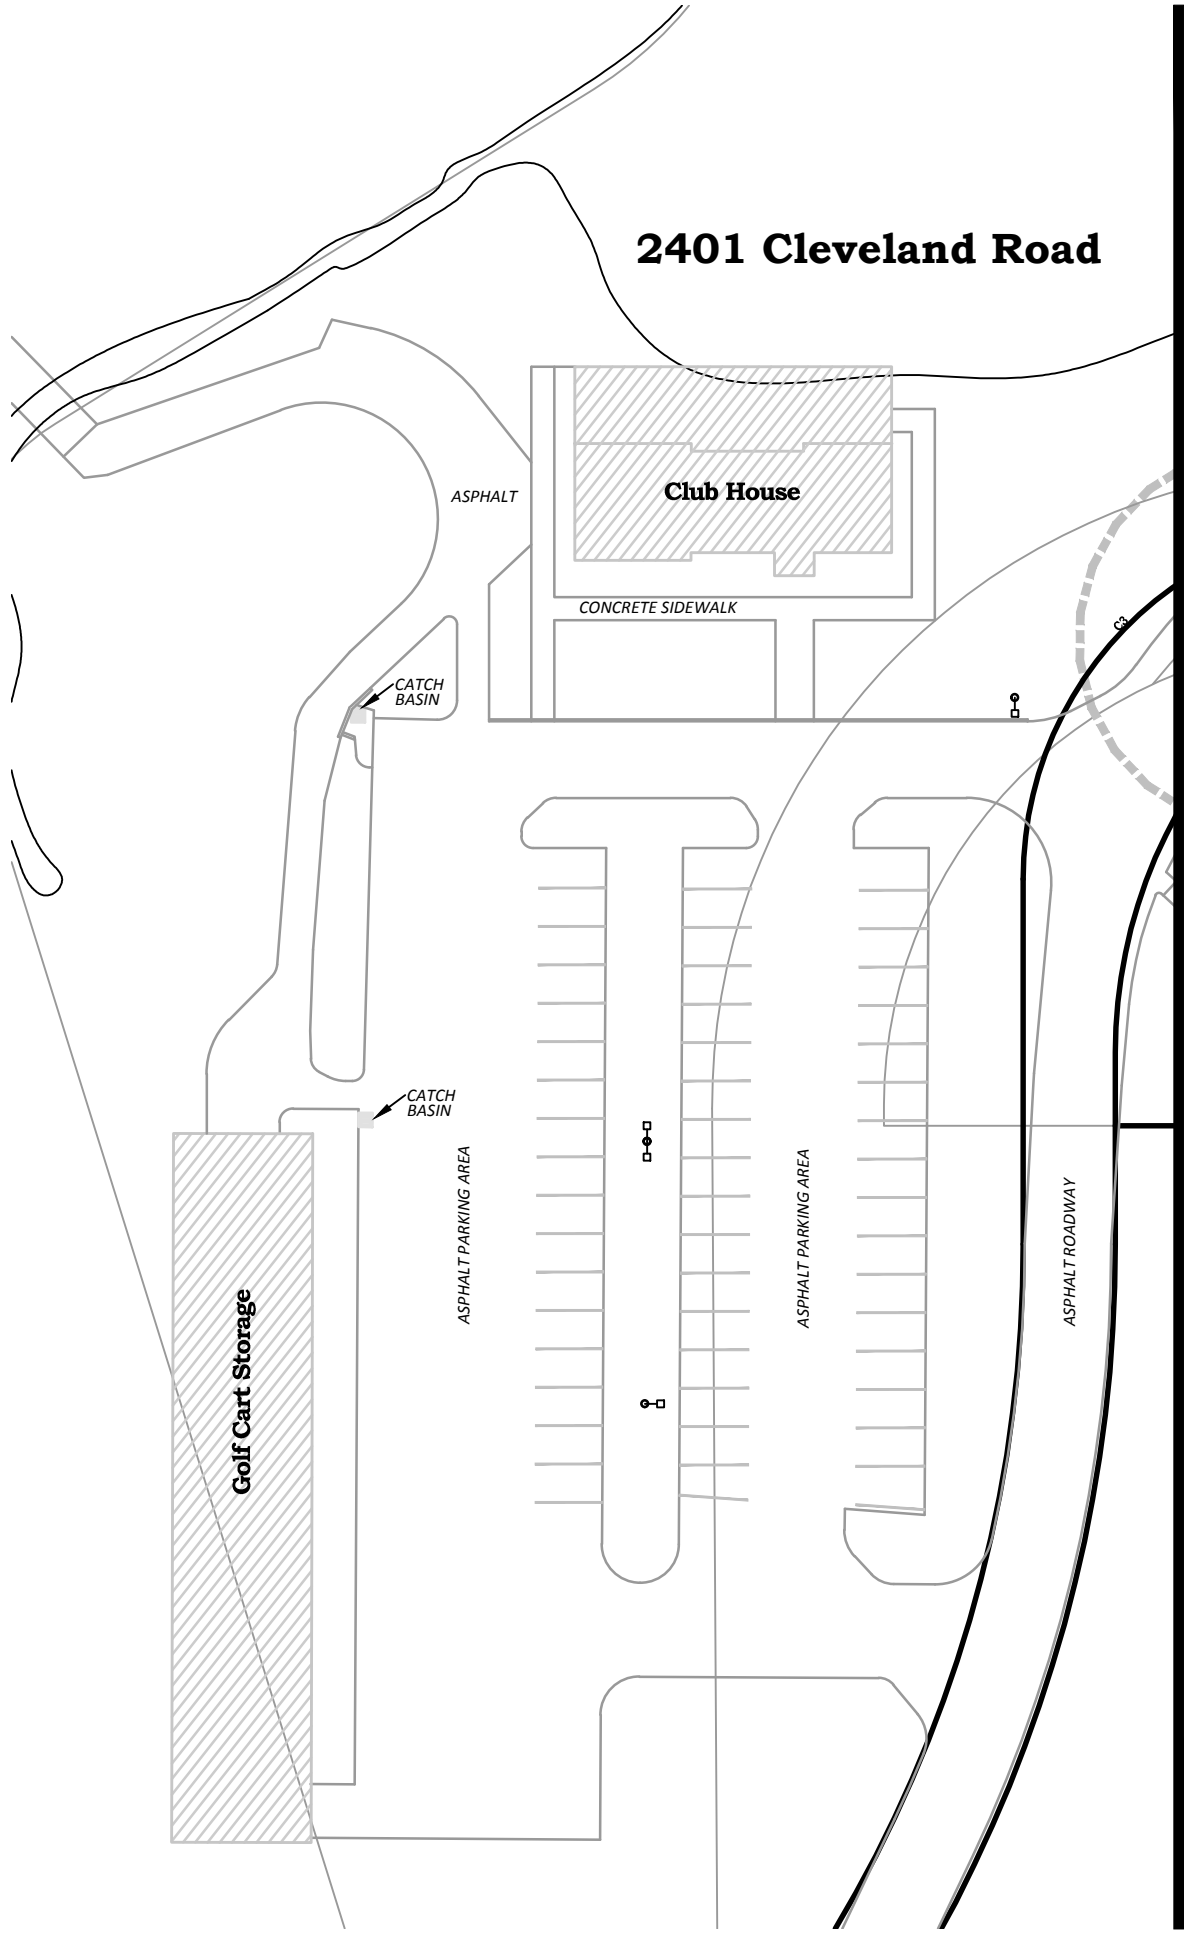 2401 Cleveland Road
Club House
ASPHALT
CONCRETE SIDEWALK
C3
CATCH
BASIN
CATCH
BASIN
ASPHALT PARKING AREA
ASPHALT PARKING AREA
ASPHALT ROADWAY
Golf Cart Storage